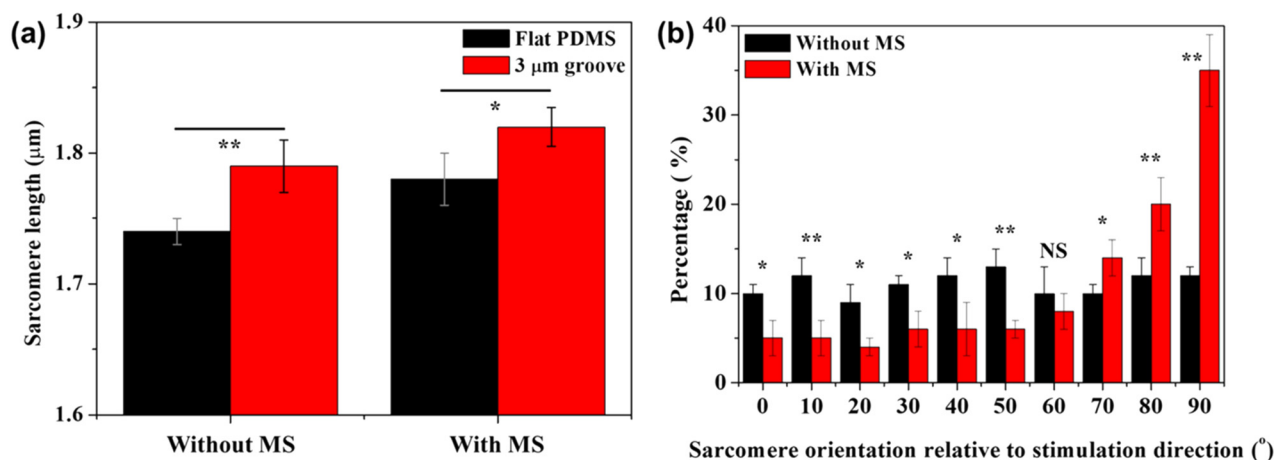 (a)
1.9
1.8
1.7
1.6
Sarcomere length (μm)
Flat PDMS
3 μm groove
**
*
Without MS
With MS
(b)
40
30
20
10
0
Percentage ( %)
Without MS
With MS
*
**
*
*
*
**
NS
*
**
**
0 10 20 30 40 50 60 70 80 90
Sarcomere orientation relative to stimulation direction (°)